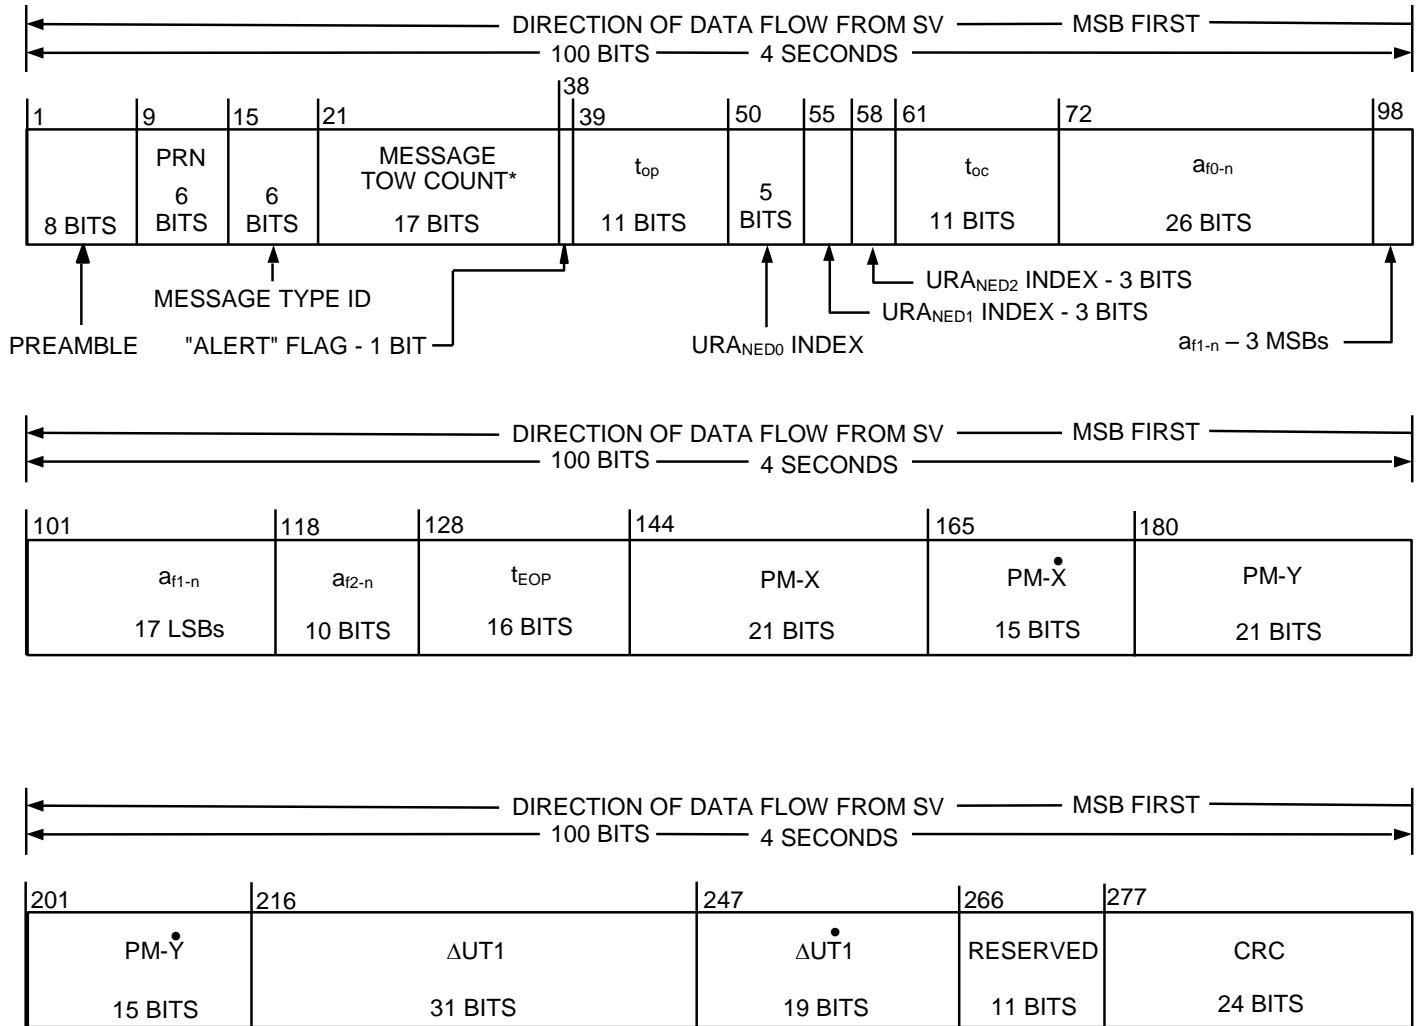 DIRECTION OF DATA FLOW FROM SV MSB FIRST
100 BITS 4 SECONDS
1 9 15 21 38 39 50 55 58 61 72 98
8 BITS
PRN
6
BITS
6
BITS
MESSAGE
TOW COUNT*
17 BITS
top
11 BITS
5
BITS
toc
11 BITS
af0-n
26 BITS
MESSAGE TYPE ID
URANED2 INDEX - 3 BITS
URANED1 INDEX - 3 BITS
PREAMBLE
"ALERT" FLAG - 1 BIT
URANED0 INDEX
af1-n – 3 MSBs
DIRECTION OF DATA FLOW FROM SV MSB FIRST
100 BITS 4 SECONDS
101 118 128 144 165 180
af1-n
17 LSBs
af2-n
10 BITS
tEOP
16 BITS
PM-X
21 BITS
PM-Ẋ
15 BITS
PM-Y
21 BITS
DIRECTION OF DATA FLOW FROM SV MSB FIRST
100 BITS 4 SECONDS
201 216 247 266 277
PM-Ẏ
15 BITS
ΔUT1
31 BITS
ΔUṪ1
19 BITS
RESERVED
11 BITS
CRC
24 BITS